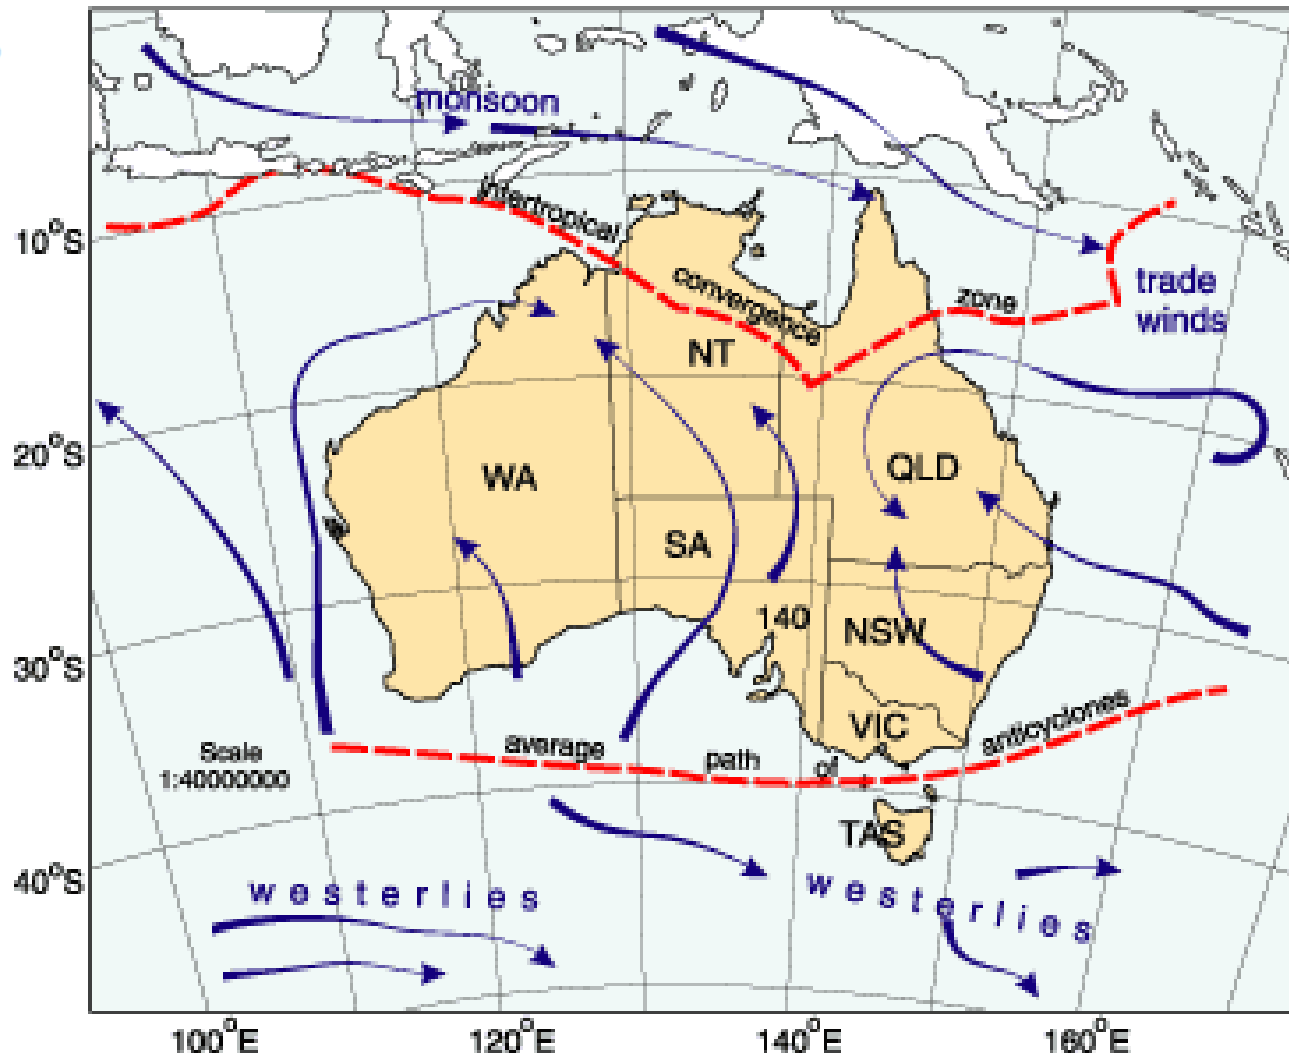 monsoon
intertropical
convergence
zone
10°S
trade
winds
NT
20°S
WA
QLD
SA
140
NSW
30°S
VIC
anticyclones
average
path
of
Scale
1:40000000
TAS
40°S
westerlies
westerlies
100°E
120°E
140°E
160°E